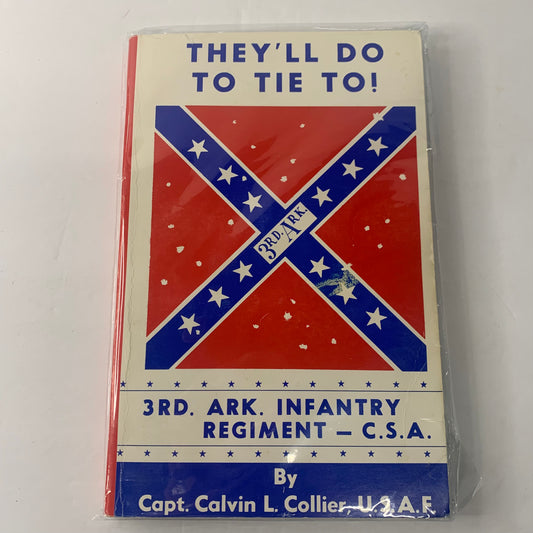 THEY'LL DO
TO TIE TO!
3RD. ARK.
3RD. ARK. INFANTRY
REGIMENT — C.S.A.
By
Capt. Calvin L. Collier, U.S.A.F.